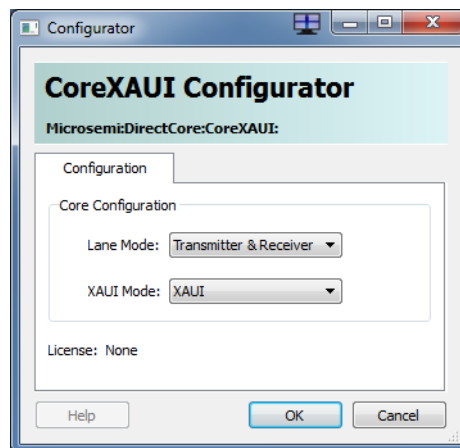 Configurator
CoreXAUI Configurator
Microsemi:DirectCore:CoreXAUI:
Configuration
Core Configuration
Lane Mode: Transmitter & Receiver
XAUI Mode: XAUI
License: None
Help OK Cancel